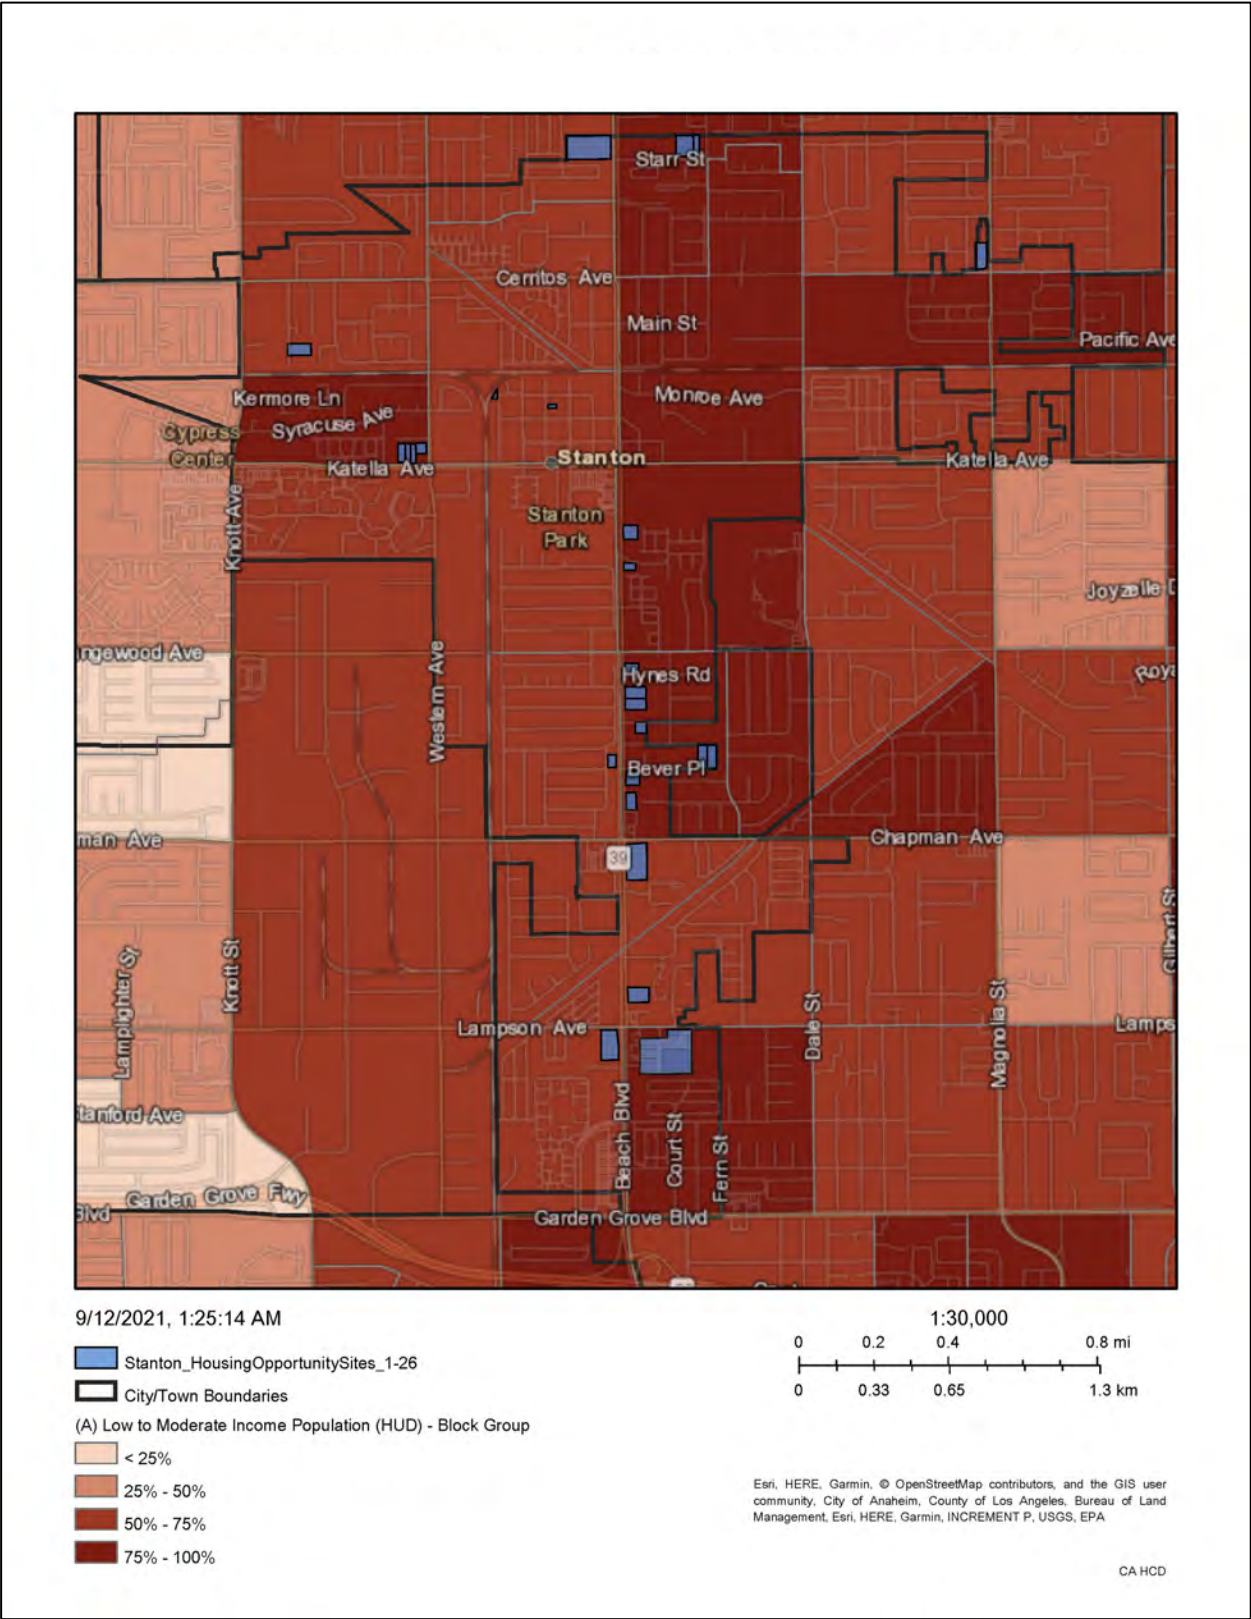 Starr St
Cerritos Ave
Main St
Pacific Ave
Kermore Ln
Monroe Ave
Syracuse Ave
Cypress
Center
Katella Ave
Stanton
Katella Ave
Knott Ave
Stanton
Park
Joyzelle D
ngewood Ave
Western Ave
Hynes Rd
Roya
Bever Pl
man Ave
39
Chapman Ave
Gilbert St
Lamplighter St
Knott St
Dale St
Magnolia St
Lampson Ave
Lamps
Beach Blvd
Court St
Fern St
tanford Ave
Garden Grove Fwy
Blvd
Garden Grove Blvd
9/12/2021, 1:25:14 AM
1:30,000
0 0.2 0.4 0.8 mi
0 0.33 0.65 1.3 km
Stanton_HousingOpportunitySites_1-26
City/Town Boundaries
(A) Low to Moderate Income Population (HUD) - Block Group
< 25%
25% - 50%
50% - 75%
75% - 100%
Esri, HERE, Garmin, © OpenStreetMap contributors, and the GIS user
community, City of Anaheim, County of Los Angeles, Bureau of Land
Management, Esri, HERE, Garmin, INCREMENT P, USGS, EPA
CA HCD